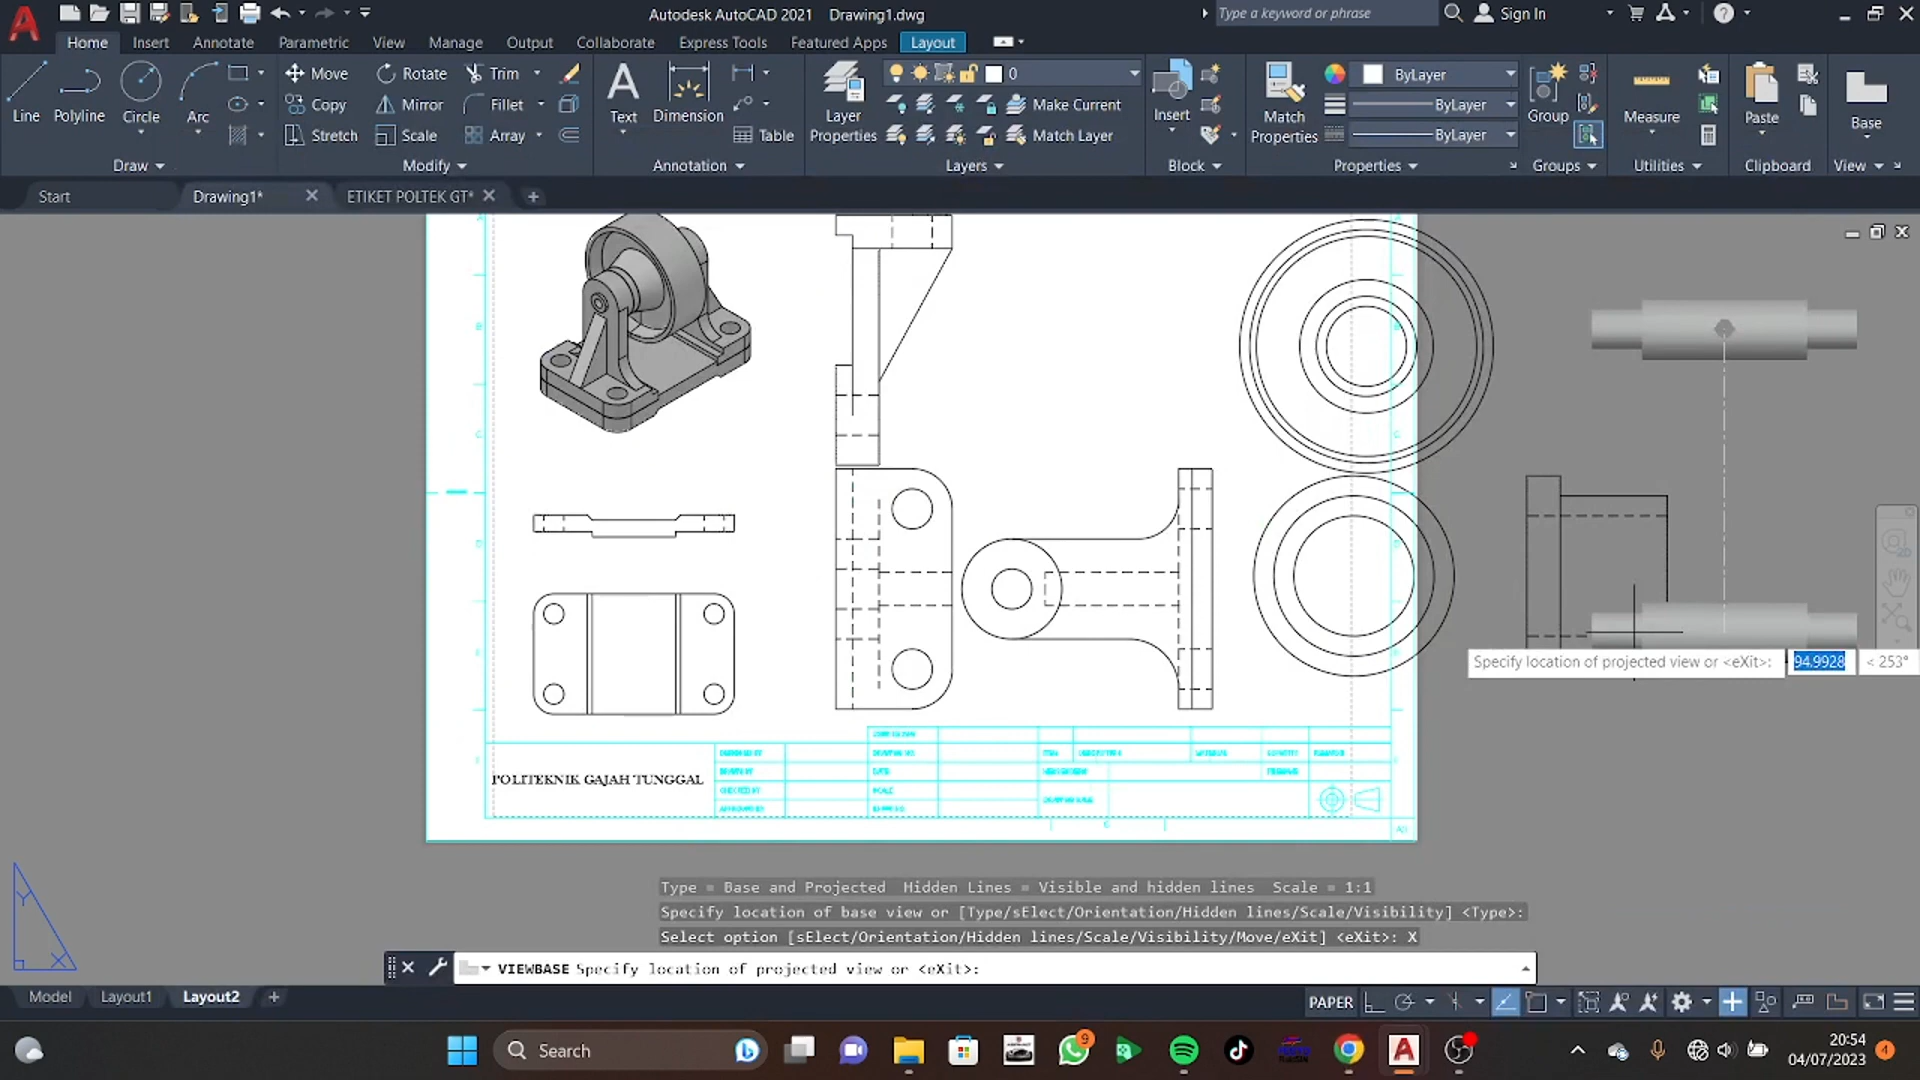 Autodesk AutoCAD 2021 Drawing1.dwg
Type a keyword or phrase
Sign In
Home Insert Annotate Parametric View Manage Output Collaborate Express Tools Featured Apps Layout
Line Polyline Circle Arc
Move Rotate Trim
Copy Mirror Fillet
Stretch Scale Array
Text Dimension Table
Layer Properties
0
Make Current
Match Layer
Insert
Match Properties
ByLayer
ByLayer
ByLayer
Group
Measure
Paste
Base
Draw Modify Annotation Layers Block Properties Groups Utilities Clipboard View
Start Drawing1* ETIKET POLTEK GT*
Specify location of projected view or <eXit>: 94.9928 < 253°
POLITEKNIK GAJAH TUNGGAL
DATE
SCALE
Type = Base and Projected Hidden Lines = Visible and hidden lines Scale = 1:1
Specify location of base view or [Type/sElect/Orientation/Hidden lines/Scale/Visibility] <Type>:
Select option [sElect/Orientation/Hidden lines/Scale/Visibility/Move/eXit] <eXit>: X
VIEWBASE Specify location of projected view or <eXit>:
Y
X
Model Layout1 Layout2
PAPER
Search
9
20:54
04/07/2023
4